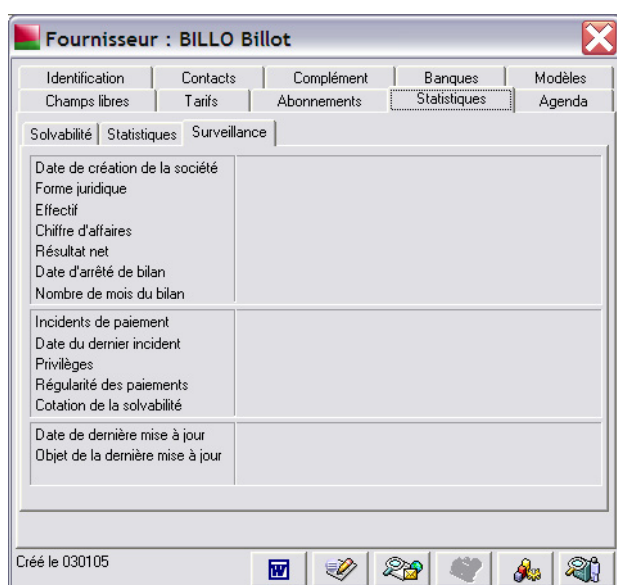 Fournisseur : BILLO Billot
Identification Contacts Complément Banques Modèles
Champs libres Tarifs Abonnements Statistiques Agenda
Solvabilité Statistiques Surveillance
Date de création de la société
Forme juridique
Effectif
Chiffre d'affaires
Résultat net
Date d'arrêté de bilan
Nombre de mois du bilan
Incidents de paiement
Date du dernier incident
Privilèges
Régularité des paiements
Cotation de la solvabilité
Date de dernière mise à jour
Objet de la dernière mise à jour
Créé le 030105
W